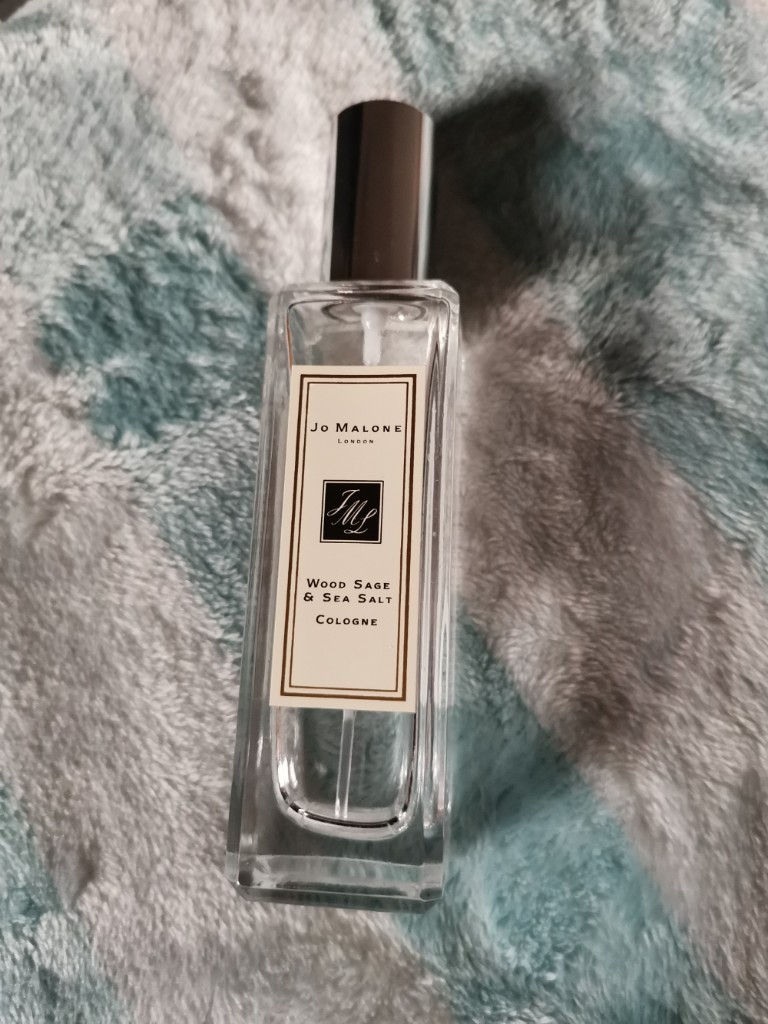 Jo Malone
London
JML
Wood Sage
& Sea Salt
Cologne